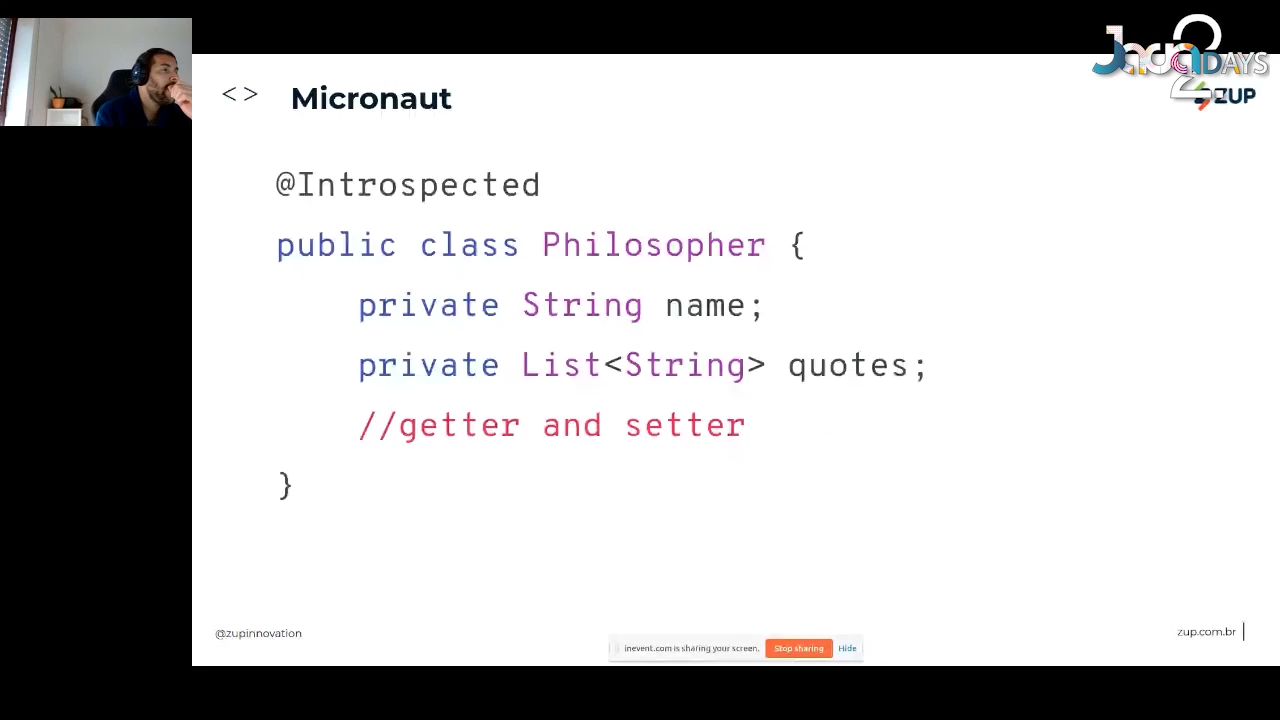 <> Micronaut
@Introspected
public class Philosopher {
private String name;
private List<String> quotes;
//getter and setter
}
@zupinnovation
zup.com.br
inevent.com is sharing your screen. Stop sharing Hide
DAYS
ZUP